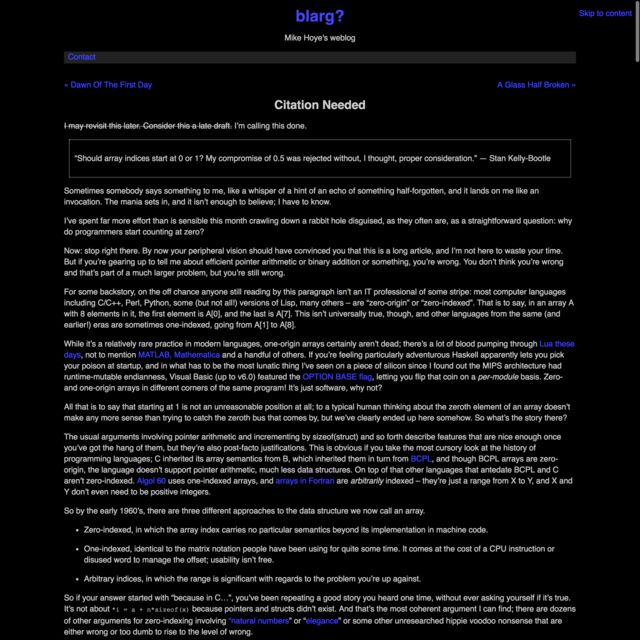 blarg?
Skip to content
Mike Hoye's weblog
Contact
« Dawn Of The First Day
A Glass Half Broken »
Citation Needed
I may revisit this later. Consider this a late draft. I'm calling this done.
"Should array indices start at 0 or 1? My compromise of 0.5 was rejected without, I thought, proper consideration." — Stan Kelly-Bootle
Sometimes somebody says something to me, like a whisper of a hint of an echo of something half-forgotten, and it lands on me like an
invocation. The mania sets in, and it isn't enough to believe; I have to know.
I've spent far more effort than is sensible this month crawling down a rabbit hole disguised, as they often are, as a straightforward question: why
do programmers start counting at zero?
Now: stop right there. By now your peripheral vision should have convinced you that this is a long article, and I'm not here to waste your time.
But if you're gearing up to tell me about efficient pointer arithmetic or binary addition or something, you're wrong. You don't think you're wrong
and that's part of a much larger problem, but you're still wrong.
For some backstory, on the off chance anyone still reading by this paragraph isn't an IT professional of some stripe: most computer languages
including C/C++, Perl, Python, some (but not all!) versions of Lisp, many others – are "zero-origin" or "zero-indexed". That is to say, in an array A
with 8 elements in it, the first element is A[0], and the last is A[7]. This isn't universally true, though, and other languages from the same (and
earlier!) eras are sometimes one-indexed, going from A[1] to A[8].
While it's a relatively rare practice in modern languages, one-origin arrays certainly aren't dead; there's a lot of blood pumping through Lua these
days, not to mention MATLAB, Mathematica and a handful of others. If you're feeling particularly adventurous Haskell apparently lets you pick
your poison at startup, and in what has to be the most lunatic thing I've seen on a piece of silicon since I found out the MIPS architecture had
runtime-mutable endianness, Visual Basic (up to v6.0) featured the OPTION BASE flag, letting you flip that coin on a per-module basis. Zero-
and one-origin arrays in different corners of the same program! It's just software, why not?
All that is to say that starting at 1 is not an unreasonable position at all; to a typical human thinking about the zeroth element of an array doesn't
make any more sense than trying to catch the zeroth bus that comes by, but we've clearly ended up here somehow. So what's the story there?
The usual arguments involving pointer arithmetic and incrementing by sizeof(struct) and so forth describe features that are nice enough once
you've got the hang of them, but they're also post-facto justifications. This is obvious if you take the most cursory look at the history of
programming languages; C inherited its array semantics from B, which inherited them in turn from BCPL, and though BCPL arrays are zero-
origin, the language doesn't support pointer arithmetic, much less data structures. On top of that other languages that antedate BCPL and C
aren't zero-indexed. Algol 60 uses one-indexed arrays, and arrays in Fortran are arbitrarily indexed – they're just a range from X to Y, and X and
Y don't even need to be positive integers.
So by the early 1960's, there are three different approaches to the data structure we now call an array.
• Zero-indexed, in which the array index carries no particular semantics beyond its implementation in machine code.
• One-indexed, identical to the matrix notation people have been using for quite some time. It comes at the cost of a CPU instruction or
disused word to manage the offset; usability isn't free.
• Arbitrary indices, in which the range is significant with regards to the problem you're up against.
So if your answer started with "because in C…", you've been repeating a good story you heard one time, without ever asking yourself if it's true.
It's not about *i = a + n*sizeof(x) because pointers and structs didn't exist. And that's the most coherent argument I can find; there are dozens
of other arguments for zero-indexing involving "natural numbers" or "elegance" or some other unresearched hippie voodoo nonsense that are
either wrong or too dumb to rise to the level of wrong.